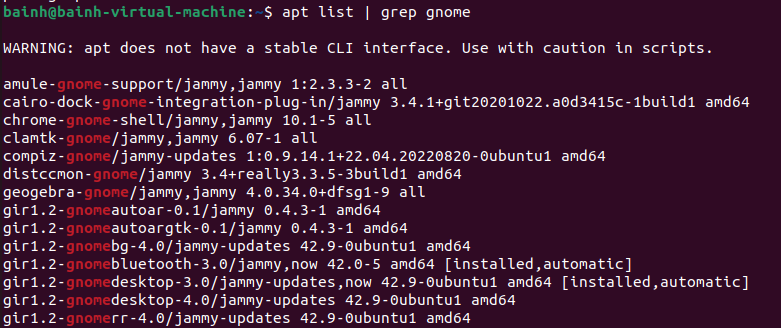 bainh@bainh-virtual-machine:~$ apt list | grep gnome
WARNING: apt does not have a stable CLI interface. Use with caution in scripts.
amule-gnome-support/jammy,jammy 1:2.3.3-2 all
cairo-dock-gnome-integration-plug-in/jammy 3.4.1+git20201022.a0d3415c-1build1 amd64
chrome-gnome-shell/jammy,jammy 10.1-5 all
clamtk-gnome/jammy,jammy 6.07-1 all
compiz-gnome/jammy-updates 1:0.9.14.1+22.04.20220820-0ubuntu1 amd64
distccmon-gnome/jammy 3.4+really3.3.5-3build1 amd64
geogebra-gnome/jammy,jammy 4.0.34.0+dfsg1-9 all
gir1.2-gnomeautoar-0.1/jammy 0.4.3-1 amd64
gir1.2-gnomeautoargtk-0.1/jammy 0.4.3-1 amd64
gir1.2-gnomebg-4.0/jammy-updates 42.9-0ubuntu1 amd64
gir1.2-gnomebluetooth-3.0/jammy,now 42.0-5 amd64 [installed,automatic]
gir1.2-gnomedesktop-3.0/jammy-updates,now 42.9-0ubuntu1 amd64 [installed,automatic]
gir1.2-gnomedesktop-4.0/jammy-updates 42.9-0ubuntu1 amd64
gir1.2-gnomerr-4.0/jammy-updates 42.9-0ubuntu1 amd64